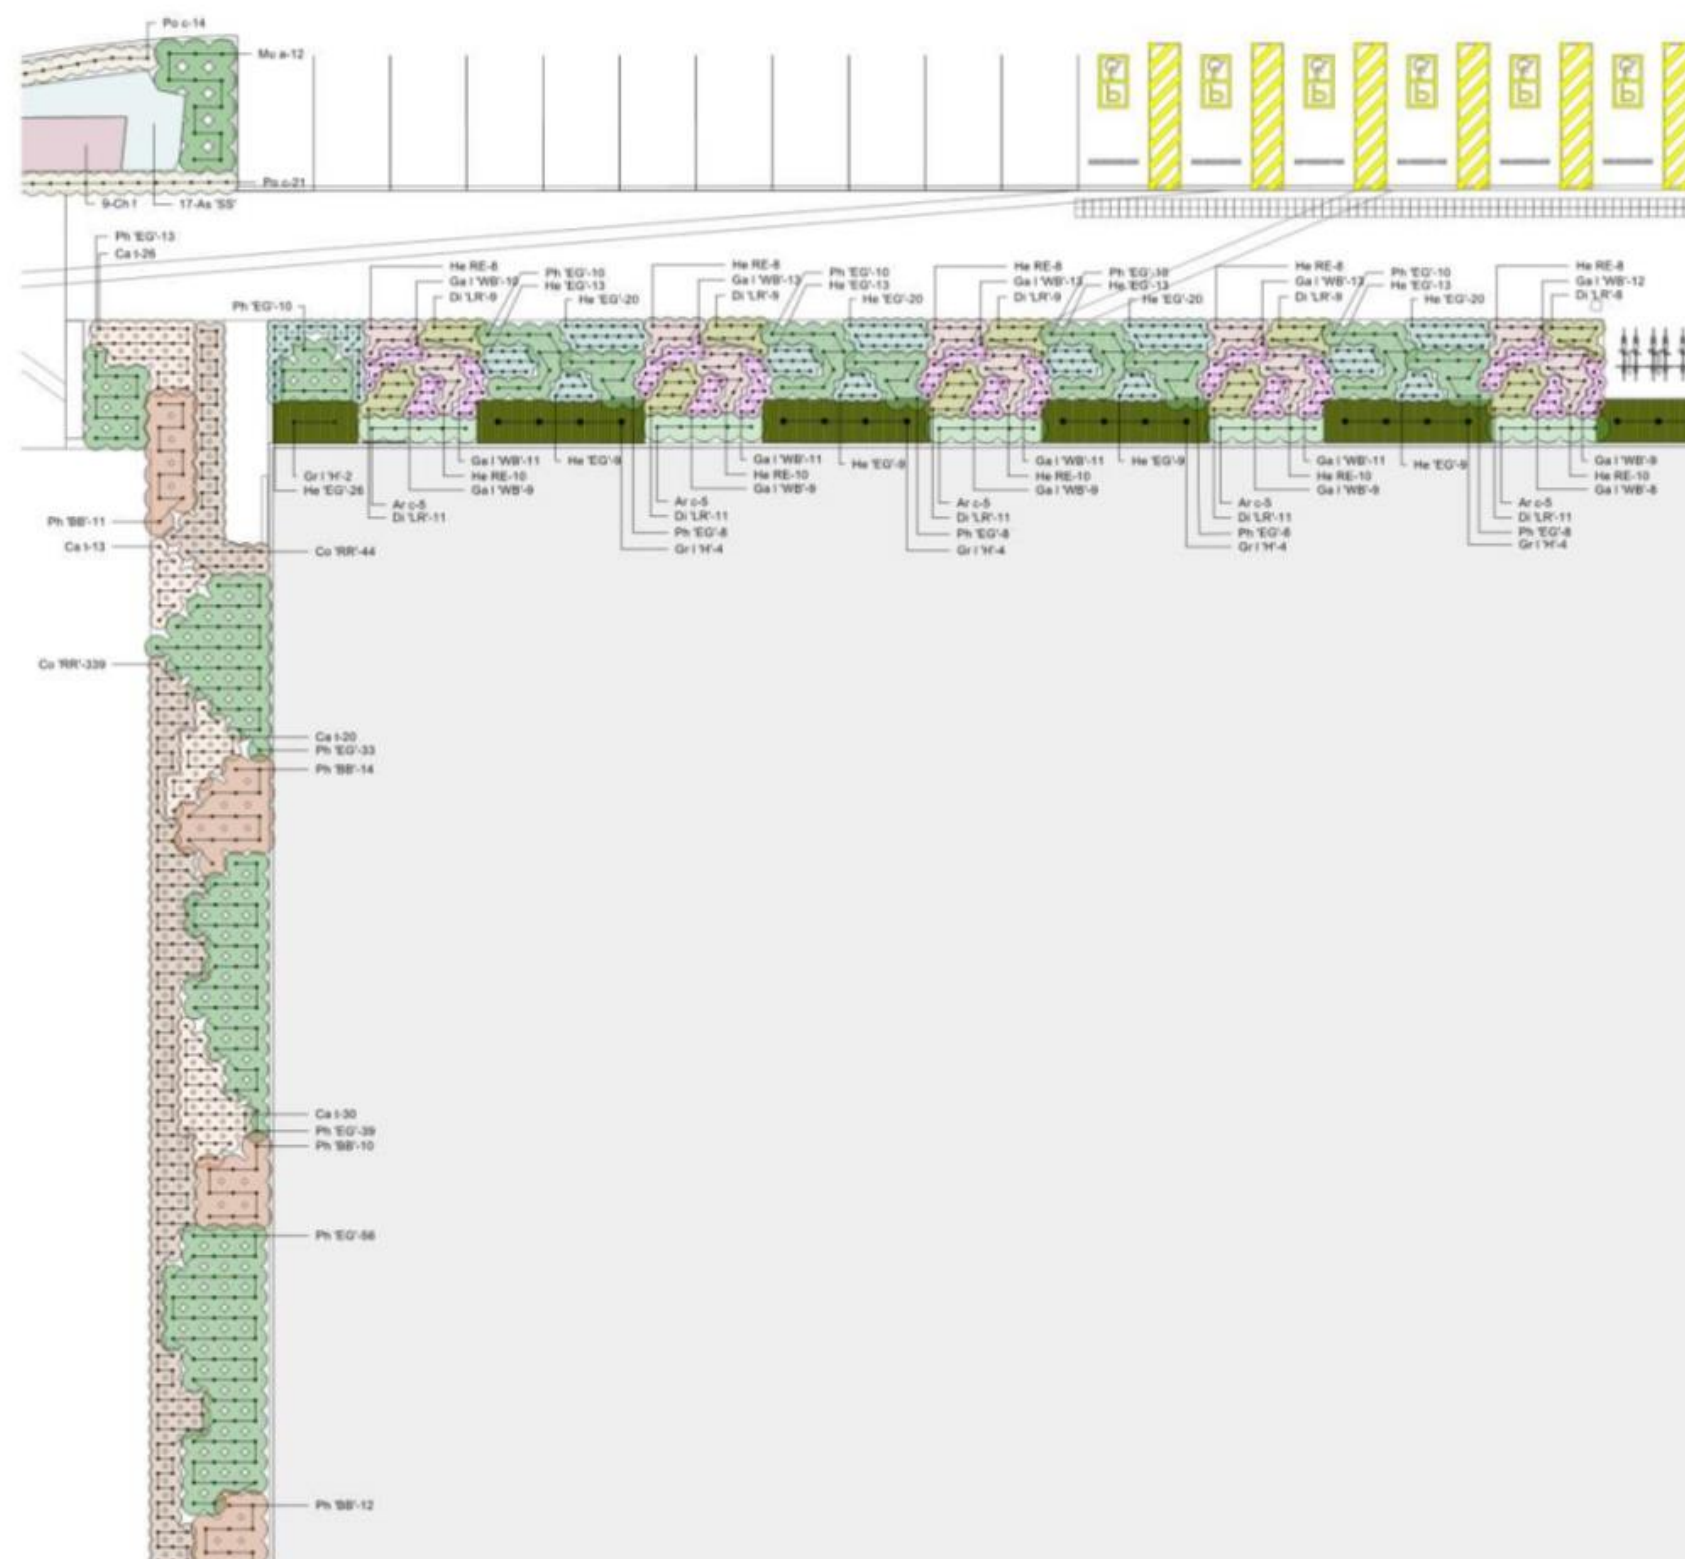 Po c-14
Mu a-12
Po c-21
9-Ch l
17-As 'SS'
Ph 'EG'-13
Ca t-26
Ph 'EG'-10
He RE-8
Ga l 'WB'-10
Di 'LR'-9
Ph 'EG'-10
He 'EG'-13
He 'EG'-20
He RE-8
Ga l 'WB'-13
Di 'LR'-9
Ph 'EG'-10
He 'EG'-13
He 'EG'-20
He RE-8
Ga l 'WB'-13
Di 'LR'-9
Ph 'EG'-10
He 'EG'-13
He 'EG'-20
He RE-8
Ga l 'WB'-13
Di 'LR'-9
Ph 'EG'-10
He 'EG'-13
He 'EG'-20
He RE-8
Ga l 'WB'-12
Di 'LR'-8
Gr l 'H'-2
He 'EG'-26
Ga l 'WB'-11
He RE-10
Ga l 'WB'-9
Ar c-5
Di 'LR'-11
He 'EG'-9
Ph 'EG'-8
Gr l 'H'-4
Ga l 'WB'-11
He RE-10
Ga l 'WB'-9
Ar c-5
Di 'LR'-11
He 'EG'-9
Ph 'EG'-8
Gr l 'H'-4
Ga l 'WB'-11
He RE-10
Ga l 'WB'-9
Ar c-5
Di 'LR'-11
He 'EG'-9
Ph 'EG'-8
Gr l 'H'-4
Ga l 'WB'-11
He RE-10
Ga l 'WB'-9
Ar c-5
Di 'LR'-11
He 'EG'-9
Ph 'EG'-8
Gr l 'H'-4
Ga l 'WB'-9
He RE-10
Ga l 'WB'-8
Ar c-5
Di 'LR'-11
Ph 'EG'-8
Gr l 'H'-4
Ph 'BB'-11
Ca t-13
Co 'RR'-44
Co 'RR'-339
Ca t-20
Ph 'EG'-33
Ph 'BB'-14
Ca t-30
Ph 'EG'-39
Ph 'BB'-10
Ph 'EG'-56
Ph 'BB'-12